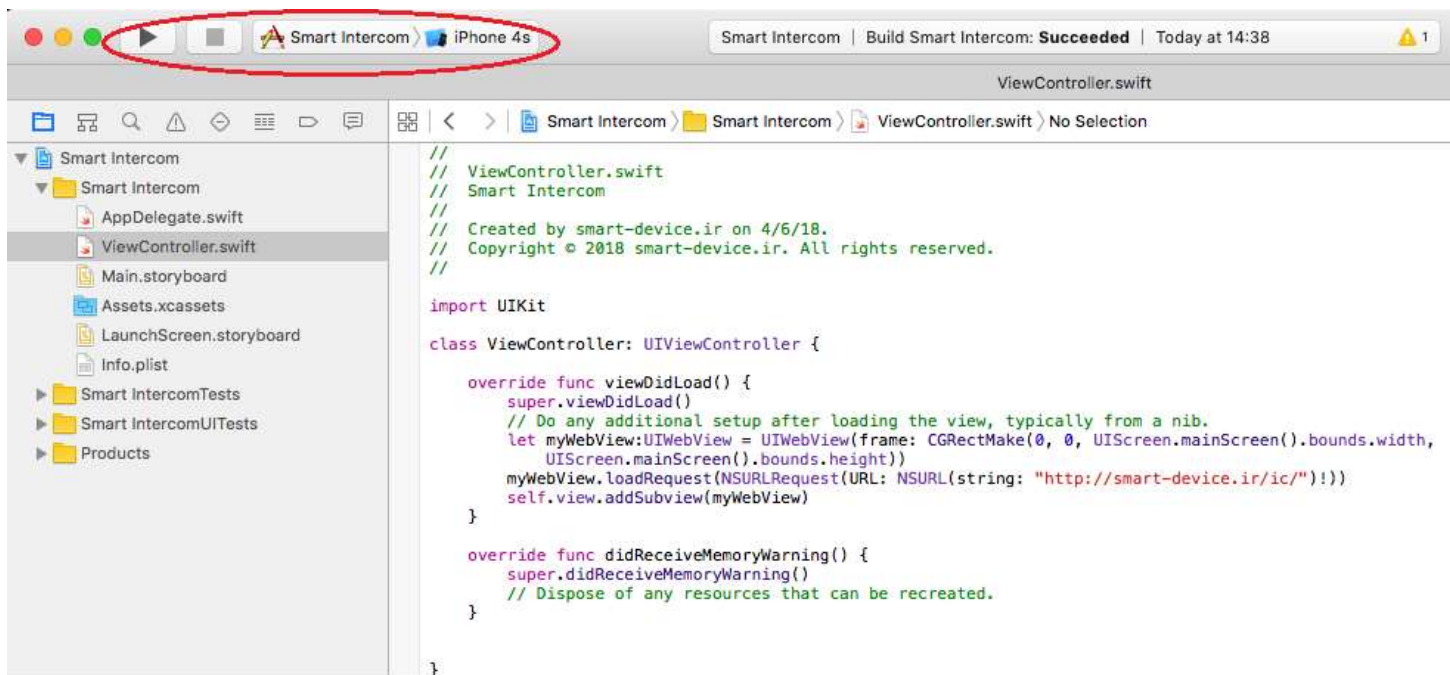 Smart Intercom 〉 iPhone 4s
Smart Intercom | Build Smart Intercom: Succeeded | Today at 14:38
1
ViewController.swift
Smart Intercom 〉 Smart Intercom 〉 ViewController.swift 〉 No Selection
Smart Intercom
Smart Intercom
AppDelegate.swift
ViewController.swift
Main.storyboard
Assets.xcassets
LaunchScreen.storyboard
Info.plist
Smart IntercomTests
Smart IntercomUITests
Products
//
//  ViewController.swift
//  Smart Intercom
//
//  Created by smart-device.ir on 4/6/18.
//  Copyright © 2018 smart-device.ir. All rights reserved.
//
import UIKit
class ViewController: UIViewController {
    override func viewDidLoad() {
        super.viewDidLoad()
        // Do any additional setup after loading the view, typically from a nib.
        let myWebView:UIWebView = UIWebView(frame: CGRectMake(0, 0, UIScreen.mainScreen().bounds.width,
            UIScreen.mainScreen().bounds.height))
        myWebView.loadRequest(NSURLRequest(URL: NSURL(string: "http://smart-device.ir/ic/")!))
        self.view.addSubview(myWebView)
    }
    override func didReceiveMemoryWarning() {
        super.didReceiveMemoryWarning()
        // Dispose of any resources that can be recreated.
    }
}